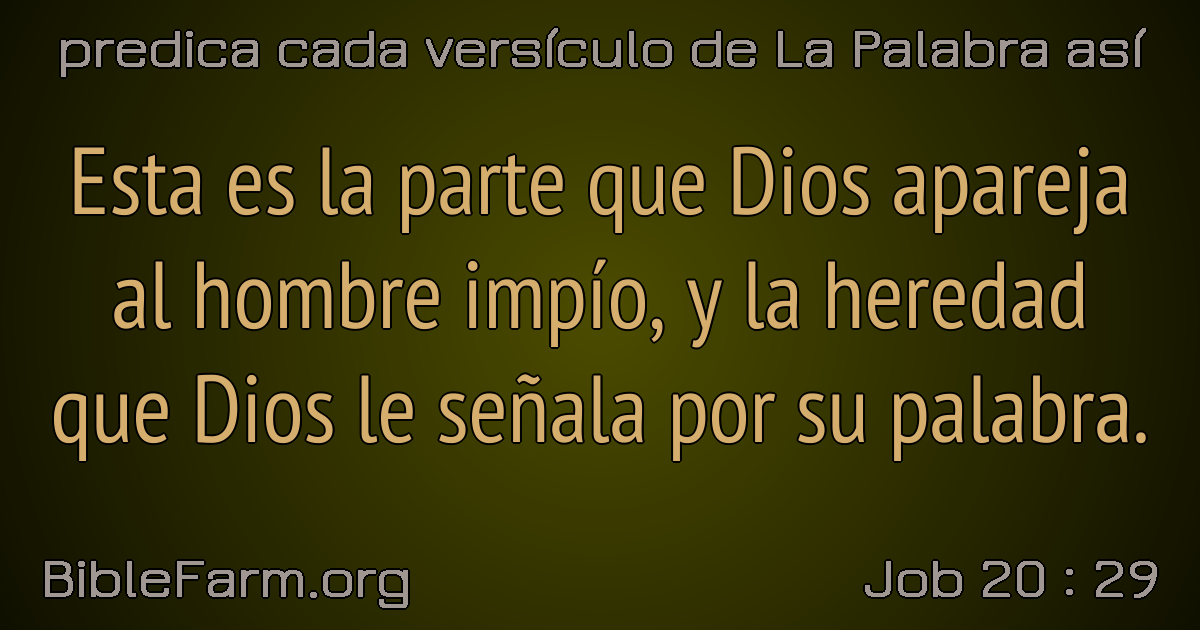 predica cada versículo de La Palabra así
Esta es la parte que Dios apareja
al hombre impío, y la heredad
que Dios le señala por su palabra.
BibleFarm.org
Job 20 : 29